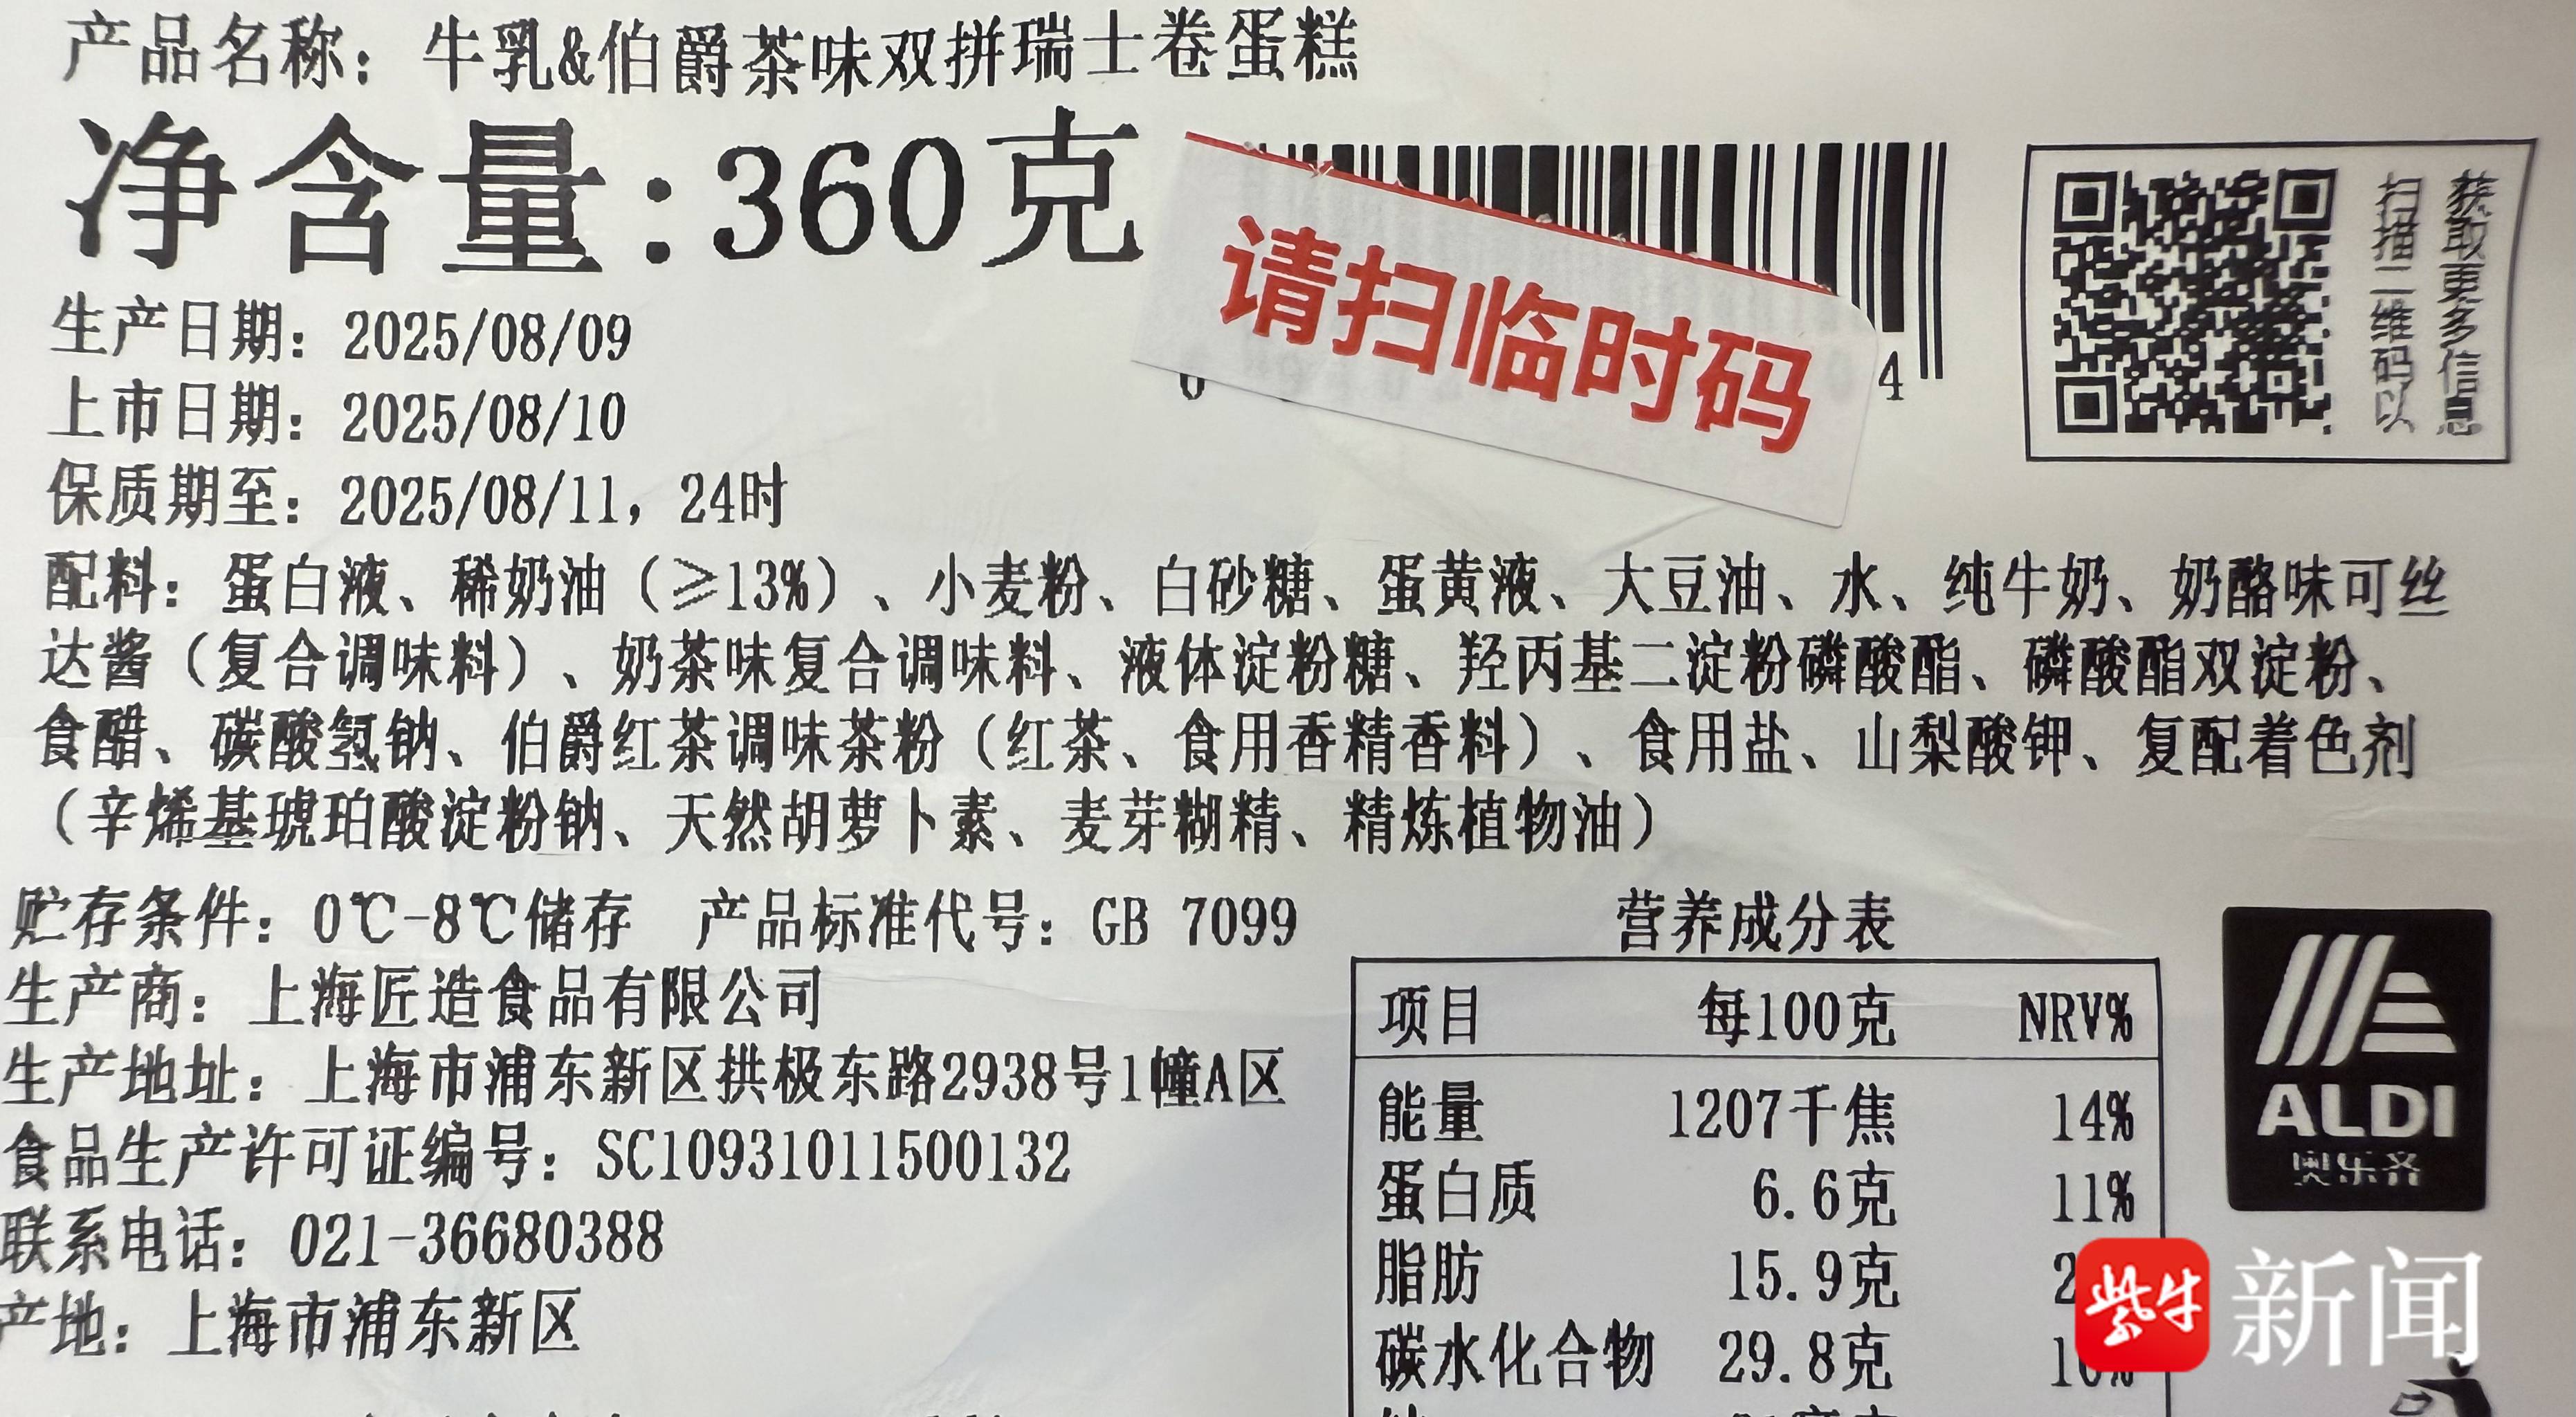 产品名称：牛乳&伯爵茶味双拼瑞士卷蛋糕
净含量:360克
请扫临时码
4
扫描二维码以
获取更多信息
生产日期：2025/08/09
上市日期：2025/08/10
保质期至：2025/08/11，24时
配料：蛋白液、稀奶油（≥13%）、小麦粉、白砂糖、蛋黄液、大豆油、水、纯牛奶、奶酪味可丝
达酱（复合调味料）、奶茶味复合调味料、液体淀粉糖、羟丙基二淀粉磷酸酯、磷酸酯双淀粉、
食醋、碳酸氢钠、伯爵红茶调味茶粉（红茶、食用香精香料）、食用盐、山梨酸钾、复配着色剂
（辛烯基琥珀酸淀粉钠、天然胡萝卜素、麦芽糊精、精炼植物油）
贮存条件：0℃-8℃储存 产品标准代号：GB 7099
生产商：上海匠造食品有限公司
生产地址：上海市浦东新区拱极东路2938号1幢A区
食品生产许可证编号：SC10931011500132
联系电话：021-36680388
产地：上海市浦东新区
营养成分表
项目 每100克 NRV%
能量 1207千焦 14%
蛋白质 6.6克 11%
脂肪 15.9克
碳水化合物 29.8克
ALDI
奥乐齐
紫牛新闻